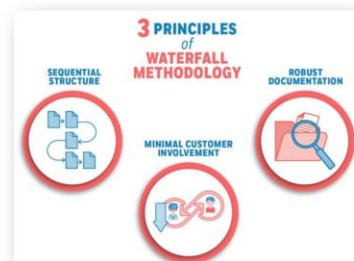 3 PRINCIPLES
of
WATERFALL
METHODOLOGY
SEQUENTIAL
STRUCTURE
MINIMAL CUSTOMER
INVOLVEMENT
ROBUST
DOCUMENTATION